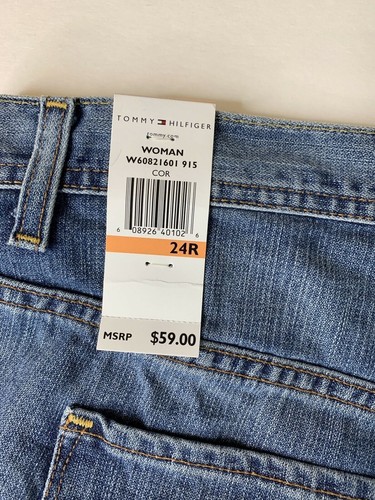 TOMMY HILFIGER
WOMAN
W60821601 915
COR
6 08926 40102 6
24R
MSRP $59.00